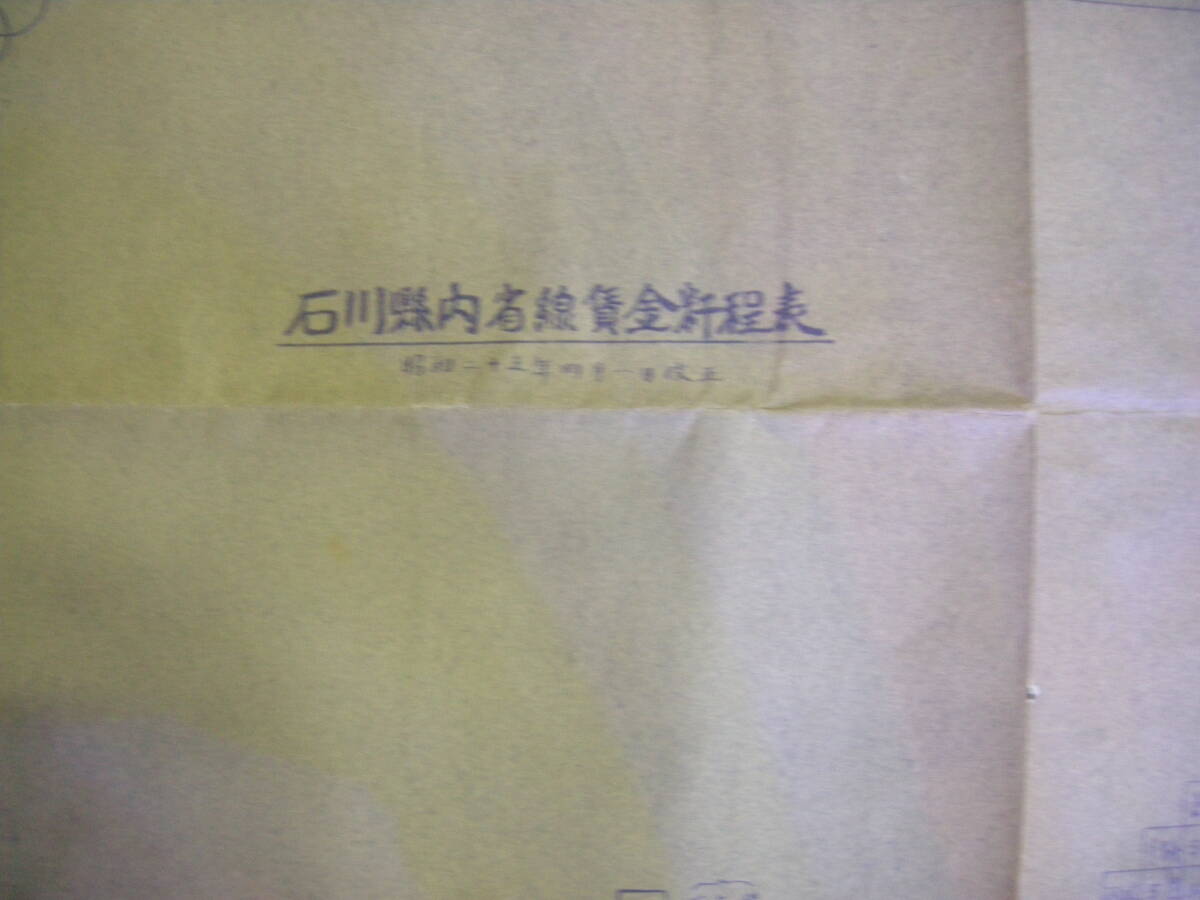 石川縣内省線賃金粁程表
昭和二十五年四月一日改正